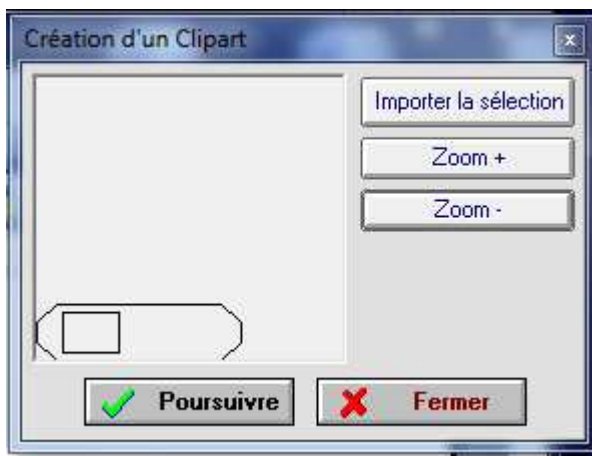 Création d'un Clipart
x
Importer la sélection
Zoom +
Zoom -
Poursuivre
Fermer